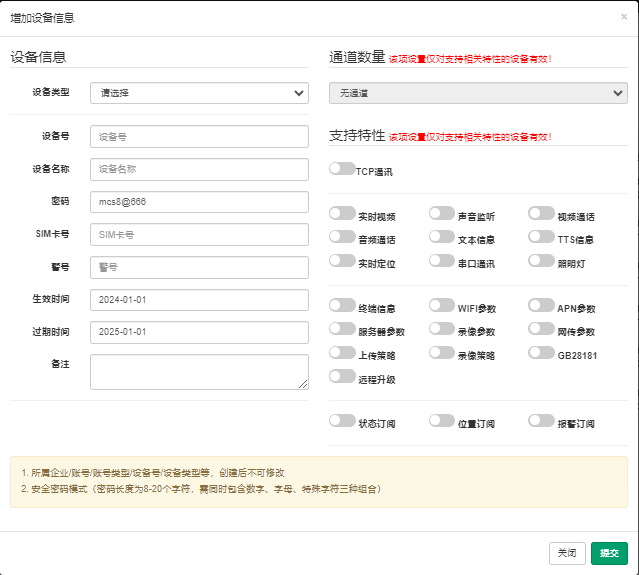 增加设备信息
×
设备信息
设备类型 请选择
设备号 设备号
设备名称 设备名称
密码 mcs8@666
SIM卡号 SIM卡号
警号 警号
生效时间 2024-01-01
过期时间 2025-01-01
备注
通道数量 该项设置仅对支持相关特性的设备有效!
无通道
支持特性 该项设置仅对支持相关特性的设备有效!
TCP通讯
实时视频 声音监听 视频通话
音频通话 文本信息 TTS信息
实时定位 串口通讯 照明灯
终端信息 WIFI参数 APN参数
服务器参数 录像参数 网传参数
上传策略 录像策略 GB28181
远程升级
状态订阅 位置订阅 报警订阅
1. 所属企业/账号/账号类型/设备号/设备类型等，创建后不可修改
2. 安全密码模式（密码长度为8-20个字符，需同时包含数字、字母、特殊字符三种组合）
关闭 提交